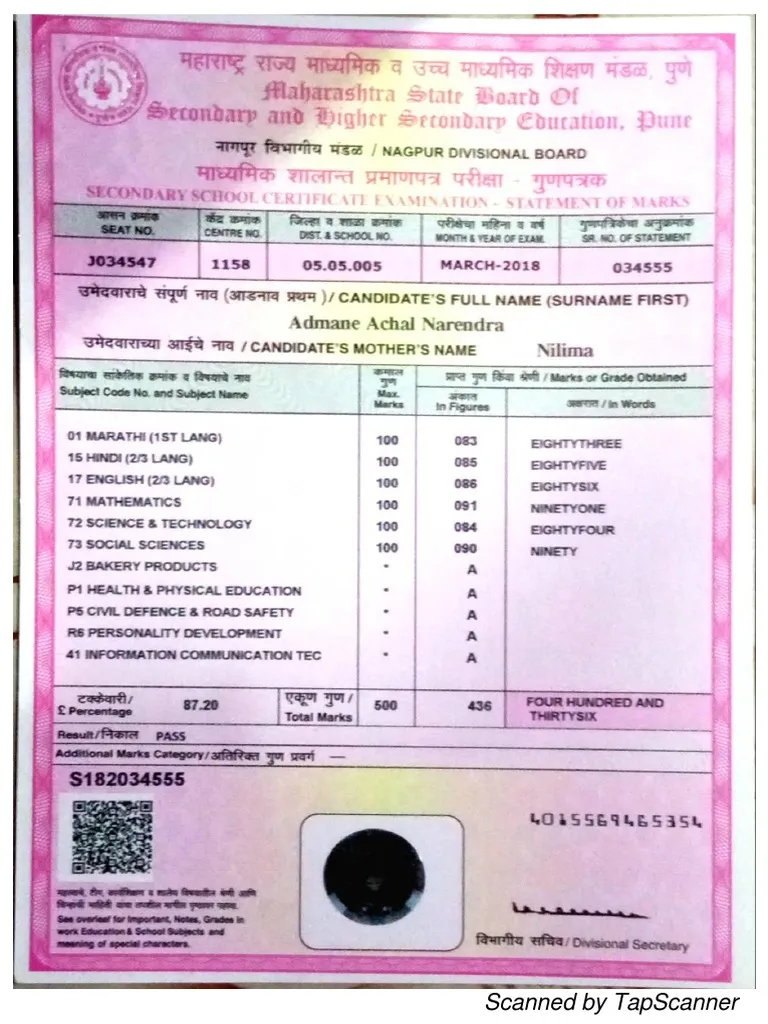 महाराष्ट्र राज्य माध्यमिक व उच्च माध्यमिक शिक्षण मंडळ, पुणे
Maharashtra State Board Of
Secondary and Higher Secondary Education, Pune
नागपूर विभागीय मंडळ / NAGPUR DIVISIONAL BOARD
माध्यमिक शालान्त प्रमाणपत्र परीक्षा - गुणपत्रक
SECONDARY SCHOOL CERTIFICATE EXAMINATION - STATEMENT OF MARKS
आसन क्रमांक केंद्र क्रमांक जिल्हा व शाळा क्रमांक परीक्षेचा महिना व वर्ष गुणपत्रिकेचा अनुक्रमांक
SEAT NO. CENTRE NO. DIST. & SCHOOL NO. MONTH & YEAR OF EXAM. SR. NO. OF STATEMENT
J034547 1158 05.05.005 MARCH-2018 034555
उमेदवाराचे संपूर्ण नाव (आडनाव प्रथम )/ CANDIDATE'S FULL NAME (SURNAME FIRST)
Admane Achal Narendra
उमेदवाराच्या आईचे नाव / CANDIDATE'S MOTHER'S NAME Nilima
विषयाचा सांकेतिक क्रमांक व विषयाचे नाव कमाल गुण प्राप्त गुण किंवा श्रेणी / Marks or Grade Obtained
Subject Code No. and Subject Name Max. Marks अंकात In Figures अक्षरात / In Words
01 MARATHI (1ST LANG) 100 083 EIGHTYTHREE
15 HINDI (2/3 LANG) 100 085 EIGHTYFIVE
17 ENGLISH (2/3 LANG) 100 086 EIGHTYSIX
71 MATHEMATICS 100 091 NINETYONE
72 SCIENCE & TECHNOLOGY 100 084 EIGHTYFOUR
73 SOCIAL SCIENCES 100 090 NINETY
J2 BAKERY PRODUCTS * A
P1 HEALTH & PHYSICAL EDUCATION * A
P5 CIVIL DEFENCE & ROAD SAFETY * A
R6 PERSONALITY DEVELOPMENT * A
41 INFORMATION COMMUNICATION TEC * A
टक्केवारी/ £ Percentage 87.20 एकूण गुण / Total Marks 500 436 FOUR HUNDRED AND
THIRTYSIX
Result/निकाल PASS
Additional Marks Category/अतिरिक्त गुण प्रवर्ग —
S182034555
4015569465354
See overleaf for Important, Notes, Grades in
work Education & School Subjects and
meaning of special characters.
विभागीय सचिव / Divisional Secretary
Scanned by TapScanner